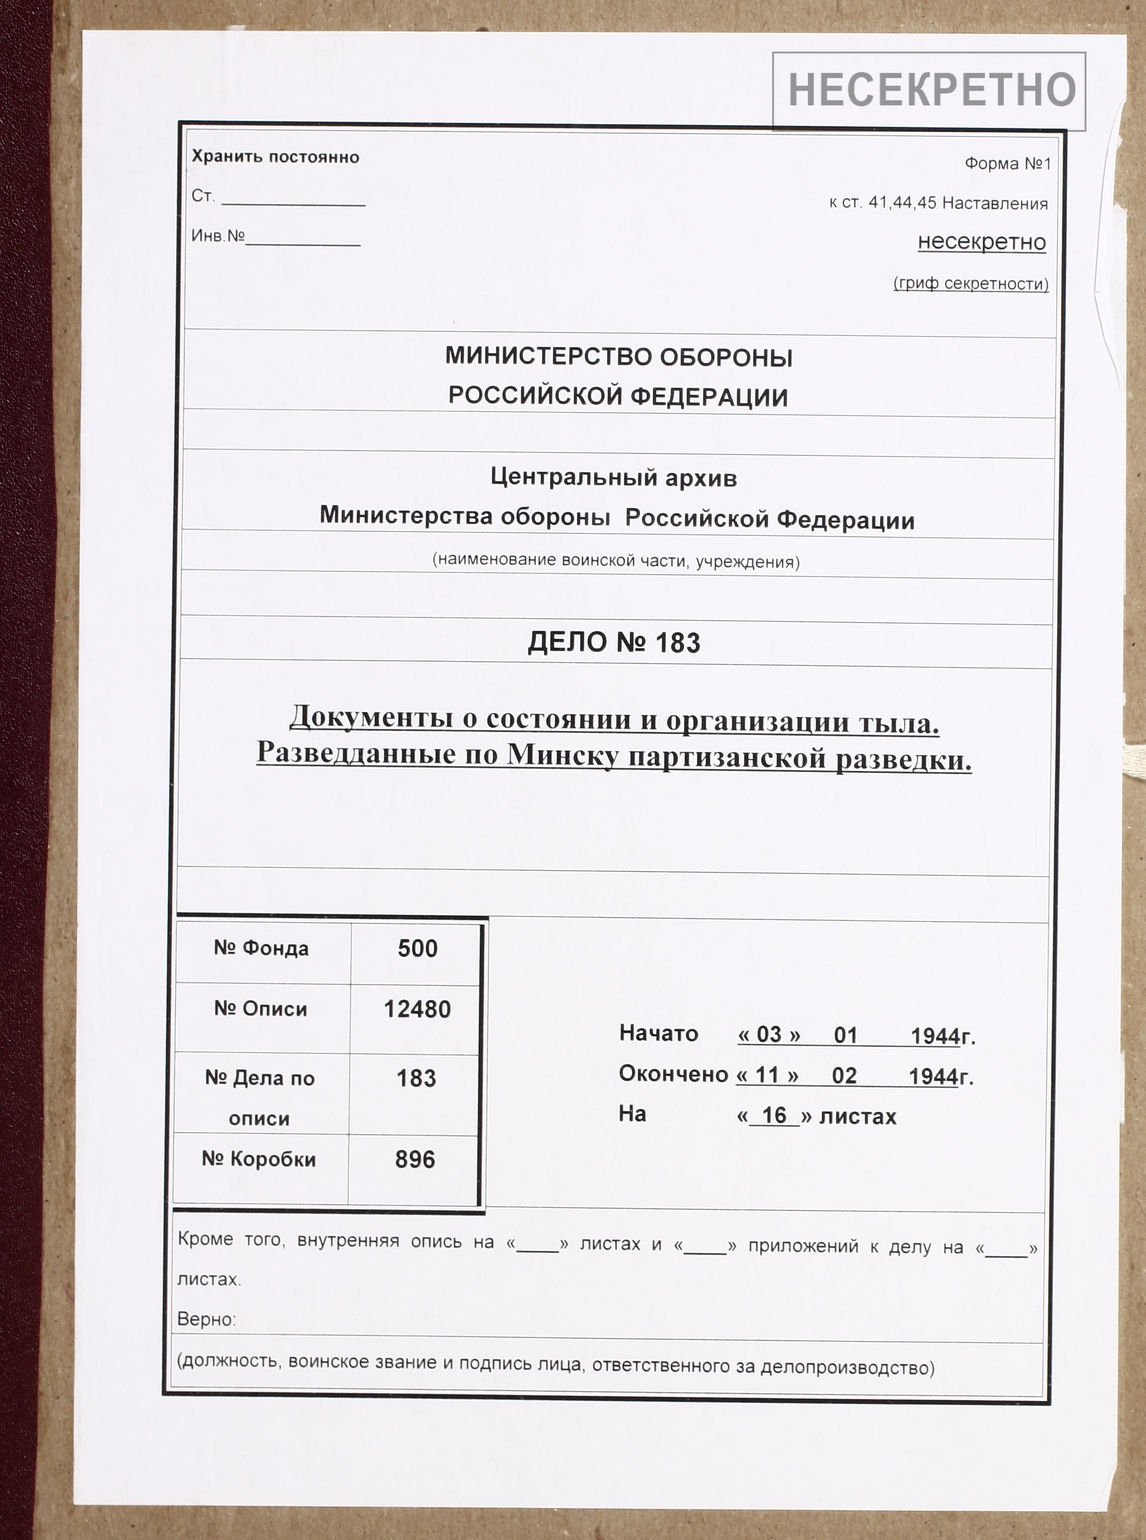 НЕСЕКРЕТНО
Хранить постоянно
Форма №1
Ст. ______________
к ст. 41,44,45 Наставления
Инв.№___________
несекретно
(гриф секретности)
МИНИСТЕРСТВО ОБОРОНЫ
РОССИЙСКОЙ ФЕДЕРАЦИИ
Центральный архив
Министерства обороны Российской Федерации
(наименование воинской части, учреждения)
ДЕЛО № 183
Документы о состоянии и организации тыла.
Разведданные по Минску партизанской разведки.
№ Фонда 500
№ Описи 12480
№ Дела по описи 183
№ Коробки 896
Начато « 03 » 01 1944г.
Окончено « 11 » 02 1944г.
На « 16 » листах
Кроме того, внутренняя опись на «____» листах и «____» приложений к делу на «____»
листах.
Верно:
(должность, воинское звание и подпись лица, ответственного за делопроизводство)